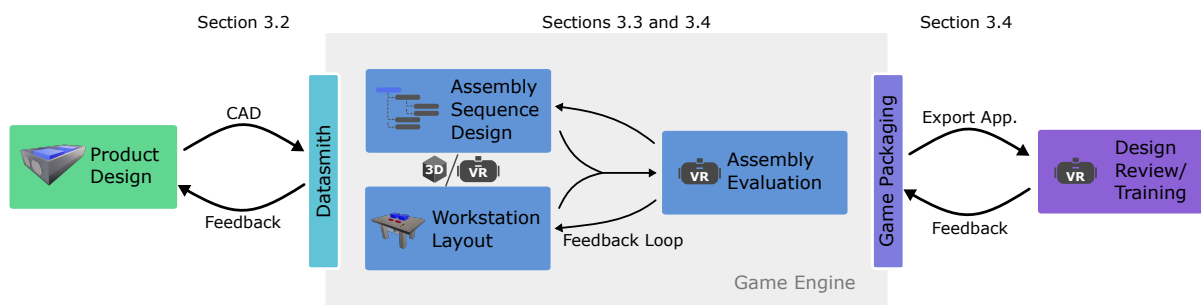 Section 3.2
Sections 3.3 and 3.4
Section 3.4
CAD
Product
Design
Feedback
Datasmith
Assembly
Sequence
Design
3D
VR
Workstation
Layout
VR
Assembly
Evaluation
Feedback Loop
Game Engine
Game Packaging
Export App.
Feedback
VR
Design
Review/
Training